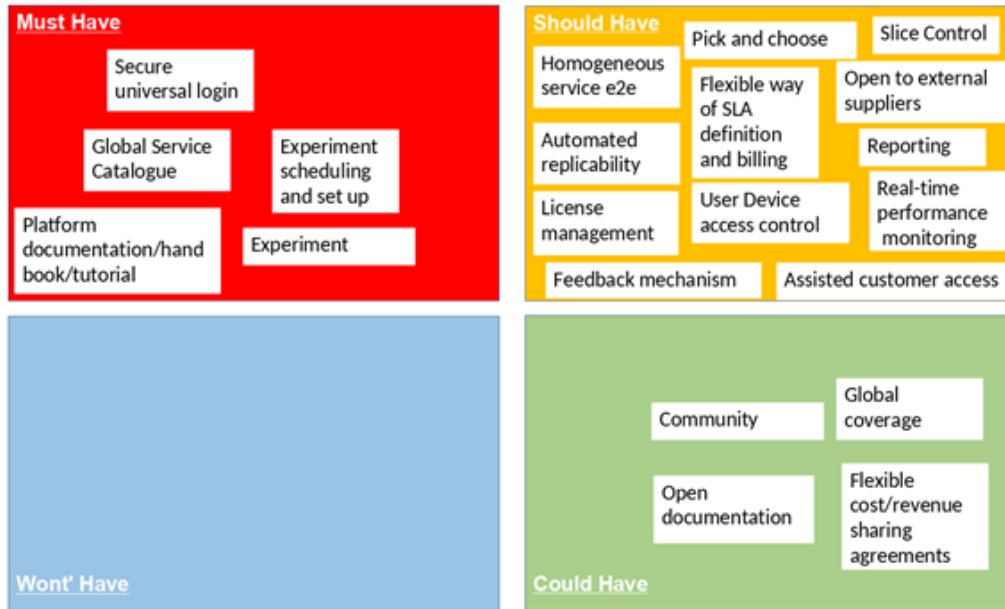 Must Have
Secure
universal login
Global Service
Catalogue
Experiment
scheduling
and set up
Platform
documentation/hand
book/tutorial
Experiment
Should Have
Pick and choose
Slice Control
Homogeneous
service e2e
Flexible way
of SLA
definition
and billing
Open to external
suppliers
Automated
replicability
Reporting
License
management
User Device
access control
Real-time
performance
monitoring
Feedback mechanism
Assisted customer access
Wont' Have
Community
Global
coverage
Open
documentation
Flexible
cost/revenue
sharing
agreements
Could Have